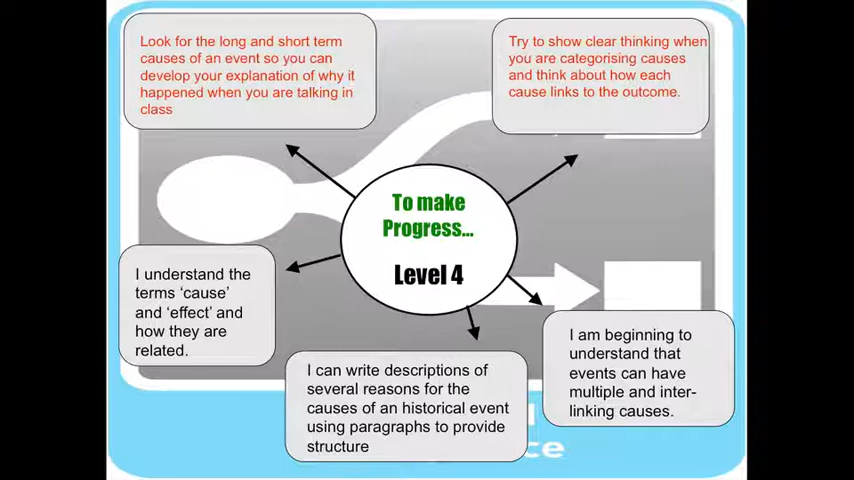 Look for the long and short term
causes of an event so you can
develop your explanation of why it
happened when you are talking in
class
Try to show clear thinking when
you are categorising causes
and think about how each
cause links to the outcome.
To make
Progress...
Level 4
I understand the
terms ‘cause’
and ‘effect’ and
how they are
related.
I can write descriptions of
several reasons for the
causes of an historical event
using paragraphs to provide
structure
I am beginning to
understand that
events can have
multiple and inter-
linking causes.